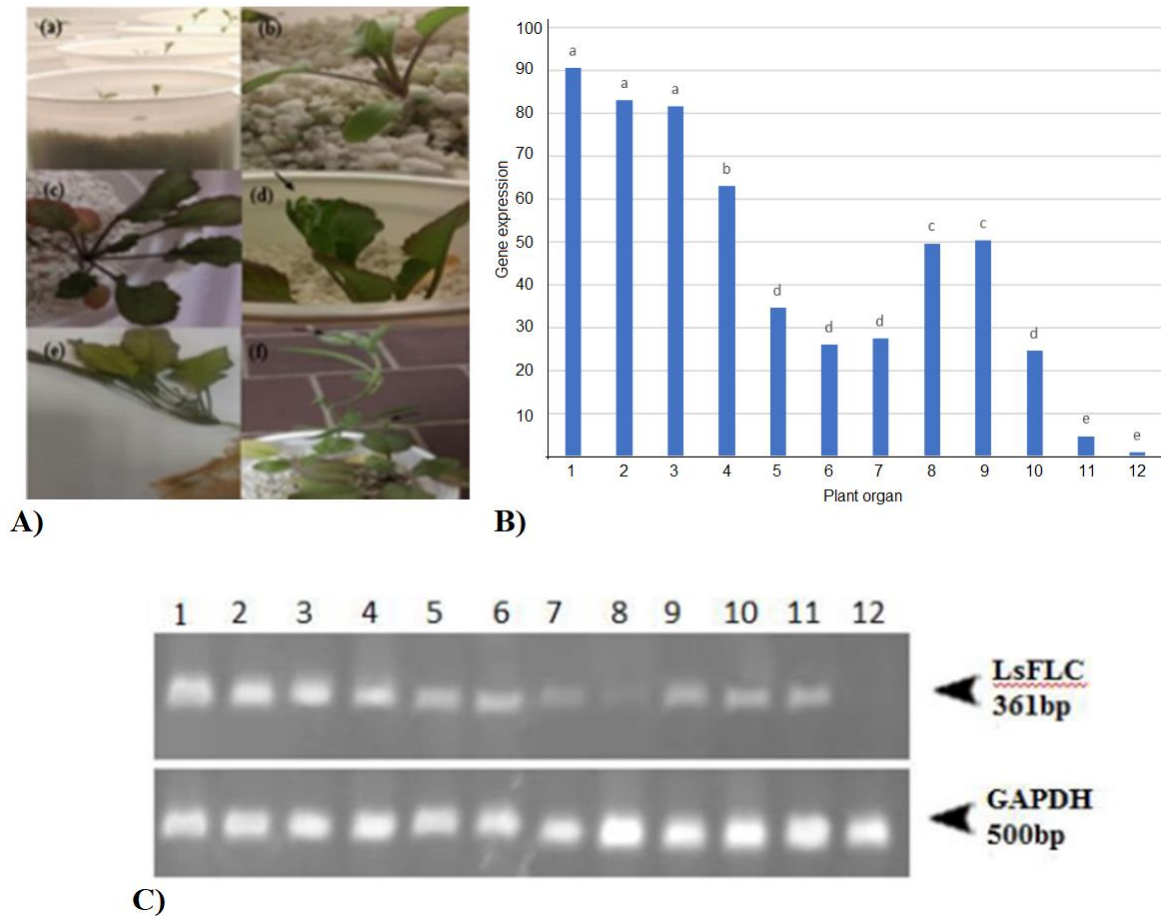 (a)
(b)
(c)
(d)
(e)
(f)
A)
100
90
80
70
60
50
40
30
20
10
Gene expression
a
a
a
b
d
d
d
c
c
d
e
e
1 2 3 4 5 6 7 8 9 10 11 12
Plant organ
B)
1 2 3 4 5 6 7 8 9 10 11 12
LsFLC
361bp
GAPDH
500bp
C)